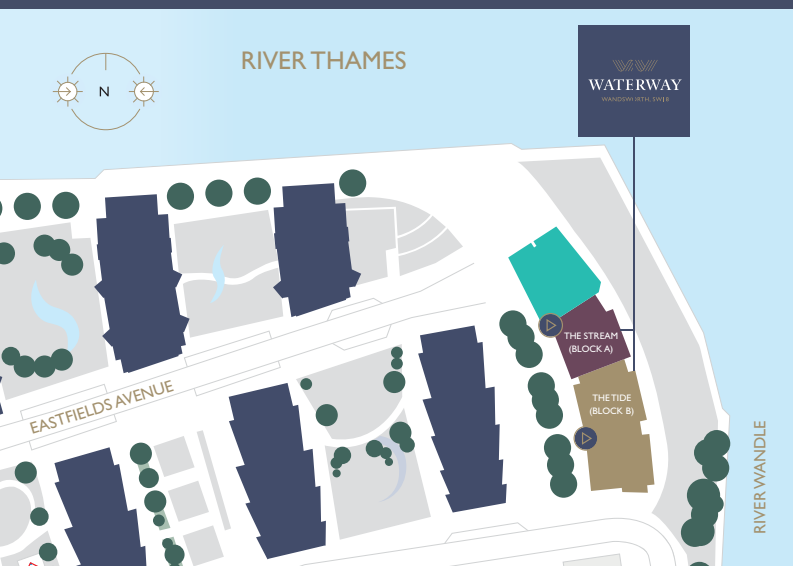 RIVER THAMES
N
WATERWAY
WANDSWORTH, SW18
THE STREAM
(BLOCK A)
THE TIDE
(BLOCK B)
EASTFIELDS AVENUE
RIVER WANDLE